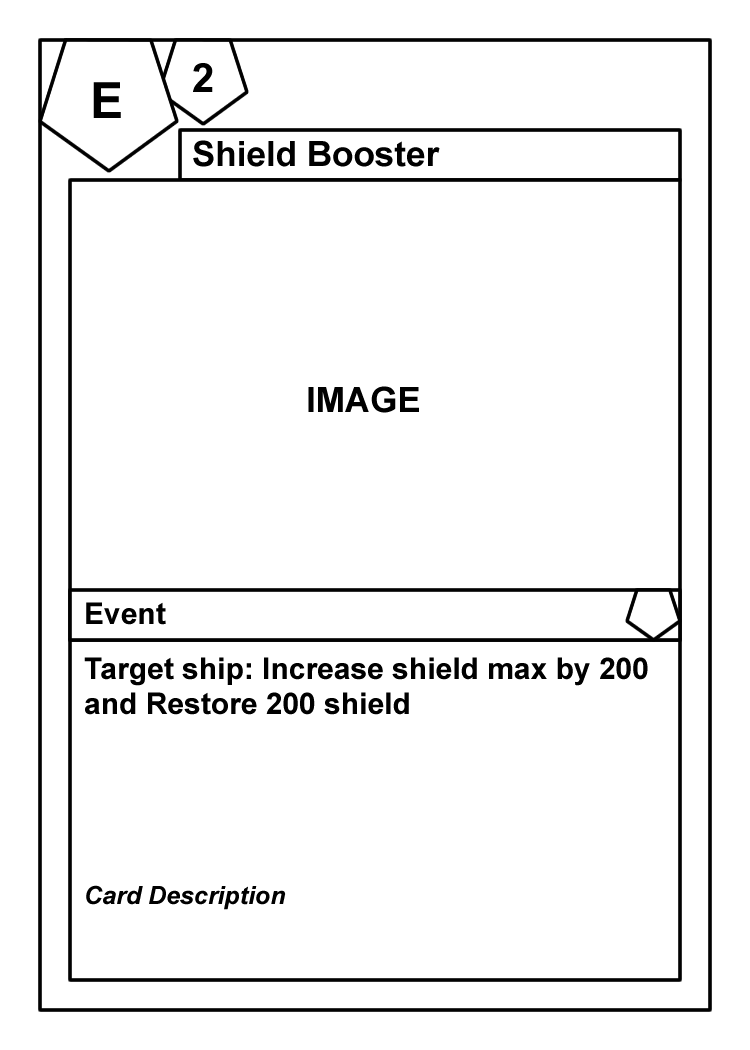 E
2
Shield Booster
IMAGE
Event
Target ship: Increase shield max by 200
and Restore 200 shield
Card Description